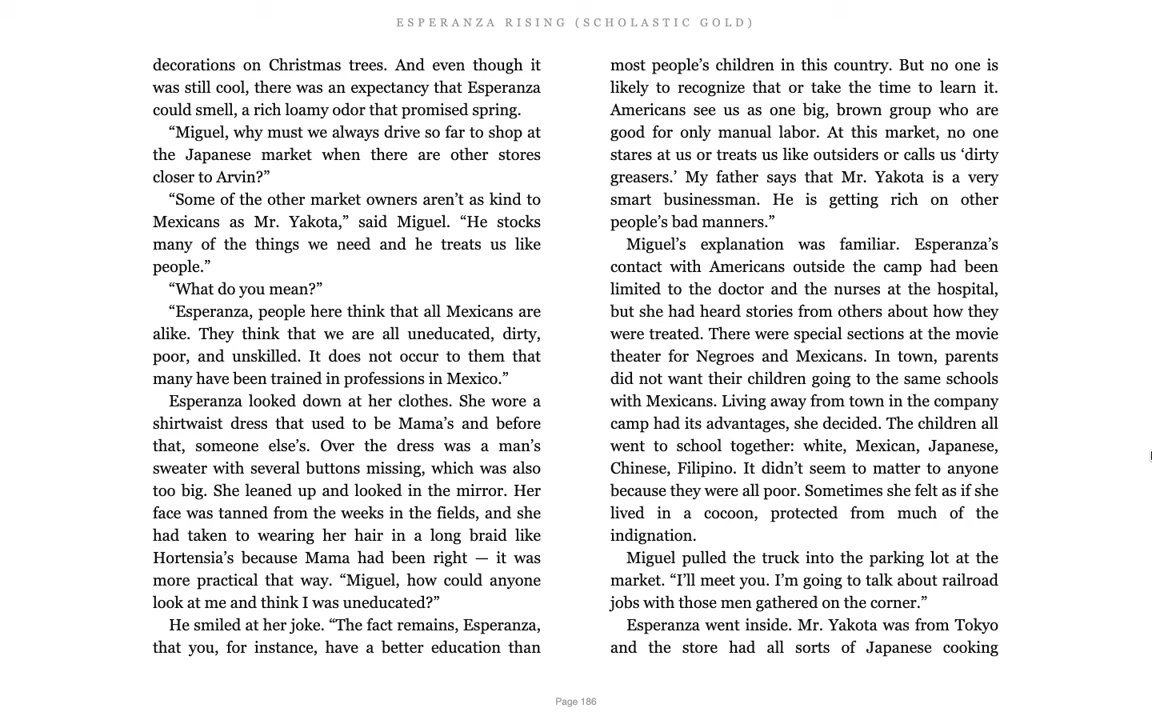 ESPERANZA RISING (SCHOLASTIC GOLD)
decorations on Christmas trees. And even though it
was still cool, there was an expectancy that Esperanza
could smell, a rich loamy odor that promised spring.
“Miguel, why must we always drive so far to shop at
the Japanese market when there are other stores
closer to Arvin?”
“Some of the other market owners aren’t as kind to
Mexicans as Mr. Yakota,” said Miguel. “He stocks
many of the things we need and he treats us like
people.”
“What do you mean?”
“Esperanza, people here think that all Mexicans are
alike. They think that we are all uneducated, dirty,
poor, and unskilled. It does not occur to them that
many have been trained in professions in Mexico.”
Esperanza looked down at her clothes. She wore a
shirtwaist dress that used to be Mama’s and before
that, someone else’s. Over the dress was a man’s
sweater with several buttons missing, which was also
too big. She leaned up and looked in the mirror. Her
face was tanned from the weeks in the fields, and she
had taken to wearing her hair in a long braid like
Hortensia’s because Mama had been right — it was
more practical that way. “Miguel, how could anyone
look at me and think I was uneducated?”
He smiled at her joke. “The fact remains, Esperanza,
that you, for instance, have a better education than
most people’s children in this country. But no one is
likely to recognize that or take the time to learn it.
Americans see us as one big, brown group who are
good for only manual labor. At this market, no one
stares at us or treats us like outsiders or calls us ‘dirty
greasers.’ My father says that Mr. Yakota is a very
smart businessman. He is getting rich on other
people’s bad manners.”
Miguel’s explanation was familiar. Esperanza’s
contact with Americans outside the camp had been
limited to the doctor and the nurses at the hospital,
but she had heard stories from others about how they
were treated. There were special sections at the movie
theater for Negroes and Mexicans. In town, parents
did not want their children going to the same schools
with Mexicans. Living away from town in the company
camp had its advantages, she decided. The children all
went to school together: white, Mexican, Japanese,
Chinese, Filipino. It didn’t seem to matter to anyone
because they were all poor. Sometimes she felt as if she
lived in a cocoon, protected from much of the
indignation.
Miguel pulled the truck into the parking lot at the
market. “I’ll meet you. I’m going to talk about railroad
jobs with those men gathered on the corner.”
Esperanza went inside. Mr. Yakota was from Tokyo
and the store had all sorts of Japanese cooking
Page 186